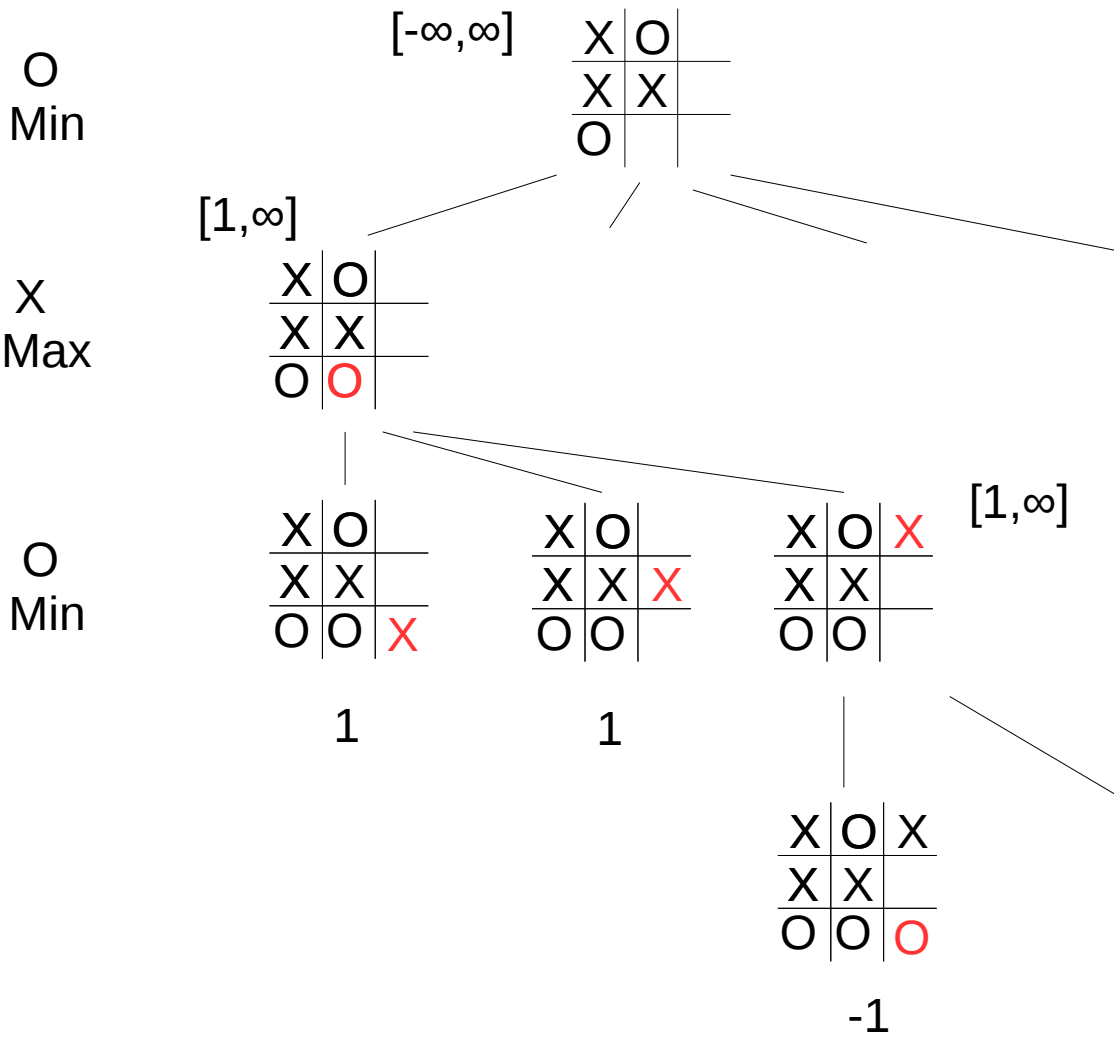 [-∞,∞]
X O
O
Min
X X
O
[1,∞]
X O
X
Max
X X
O O
[1,∞]
X O
X O
X O X
O
Min
X X
X X X
X X
O O X
O O
O O
1
1
X O X
X X
O O O
-1